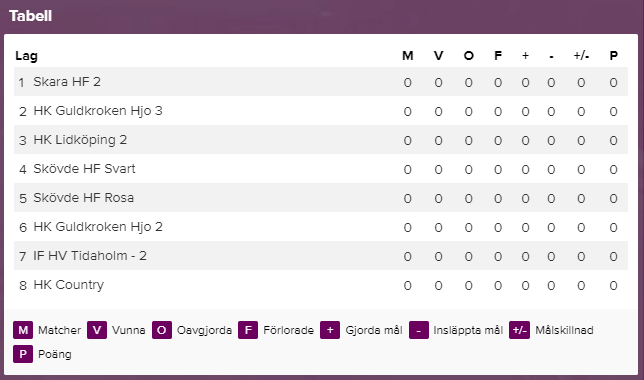 Tabell
Lag M V O F + - +/- P
1 Skara HF 2 0 0 0 0 0 0 0 0
2 HK Guldkroken Hjo 3 0 0 0 0 0 0 0 0
3 HK Lidköping 2 0 0 0 0 0 0 0 0
4 Skövde HF Svart 0 0 0 0 0 0 0 0
5 Skövde HF Rosa 0 0 0 0 0 0 0 0
6 HK Guldkroken Hjo 2 0 0 0 0 0 0 0 0
7 IF HV Tidaholm - 2 0 0 0 0 0 0 0 0
8 HK Country 0 0 0 0 0 0 0 0
M Matcher V Vunna O Oavgjorda F Förlorade + Gjorda mål - Insläppta mål +/- Målskillnad
P Poäng